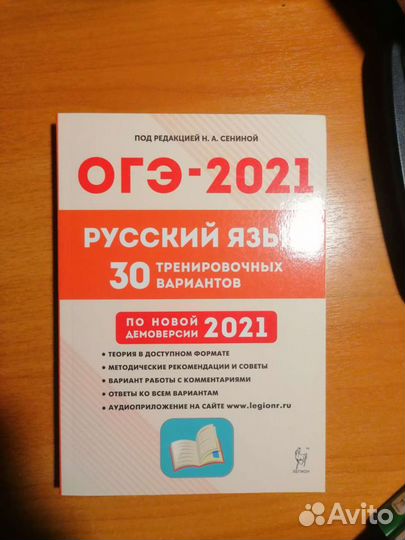 ПОД РЕДАКЦИЕЙ Н. А. СЕНИНОЙ
ОГЭ-2021
РУССКИЙ ЯЗЫ
30 ТРЕНИРОВОЧНЫХ
ВАРИАНТОВ
ПО НОВОЙ
ДЕМОВЕРСИИ 2021
• ТЕОРИЯ В ДОСТУПНОМ ФОРМАТЕ
• МЕТОДИЧЕСКИЕ РЕКОМЕНДАЦИИ И СОВЕТЫ
• ВАРИАНТ РАБОТЫ С КОММЕНТАРИЯМИ
• ОТВЕТЫ КО ВСЕМ ВАРИАНТАМ
• АУДИОПРИЛОЖЕНИЕ НА САЙТЕ www.legionr.ru
ЛЕГИОН
Avito